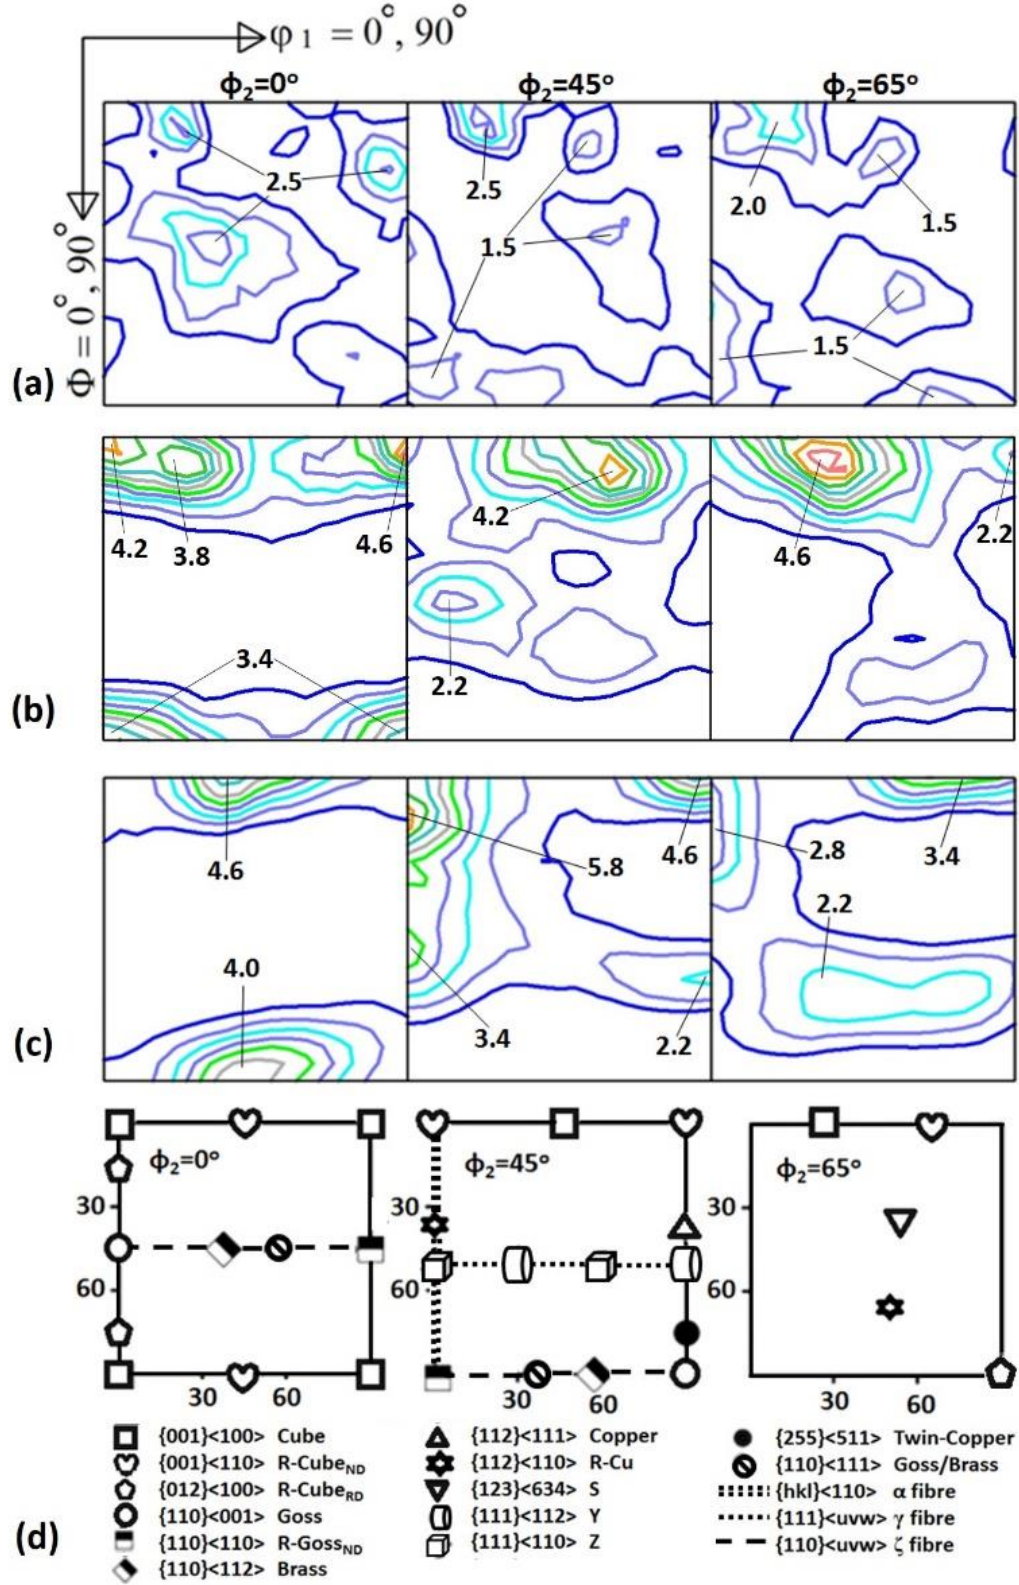 φ₁ = 0°, 90°
ϕ₂=0° ϕ₂=45° ϕ₂=65°
Φ = 0°, 90°
2.5
2.5
2.0
1.5
1.5
1.5
(a)
4.2 3.8 4.6
4.2
4.6
2.2
3.4
2.2
(b)
4.6
4.6
5.8
2.8
3.4
2.2
4.0
3.4
2.2
(c)
ϕ₂=0° ϕ₂=45° ϕ₂=65°
30 30 30
60 60 60
30 60 30 60 30 60
{001}<100> Cube
{001}<110> R-Cube_ND
{012}<100> R-Cube_RD
{110}<001> Goss
{110}<110> R-Goss_ND
{110}<112> Brass
{112}<111> Copper
{112}<110> R-Cu
{123}<634> S
{111}<112> Y
{111}<110> Z
{255}<511> Twin-Copper
{110}<111> Goss/Brass
{hkl}<110> α fibre
{111}<uvw> γ fibre
{110}<uvw> ζ fibre
(d)